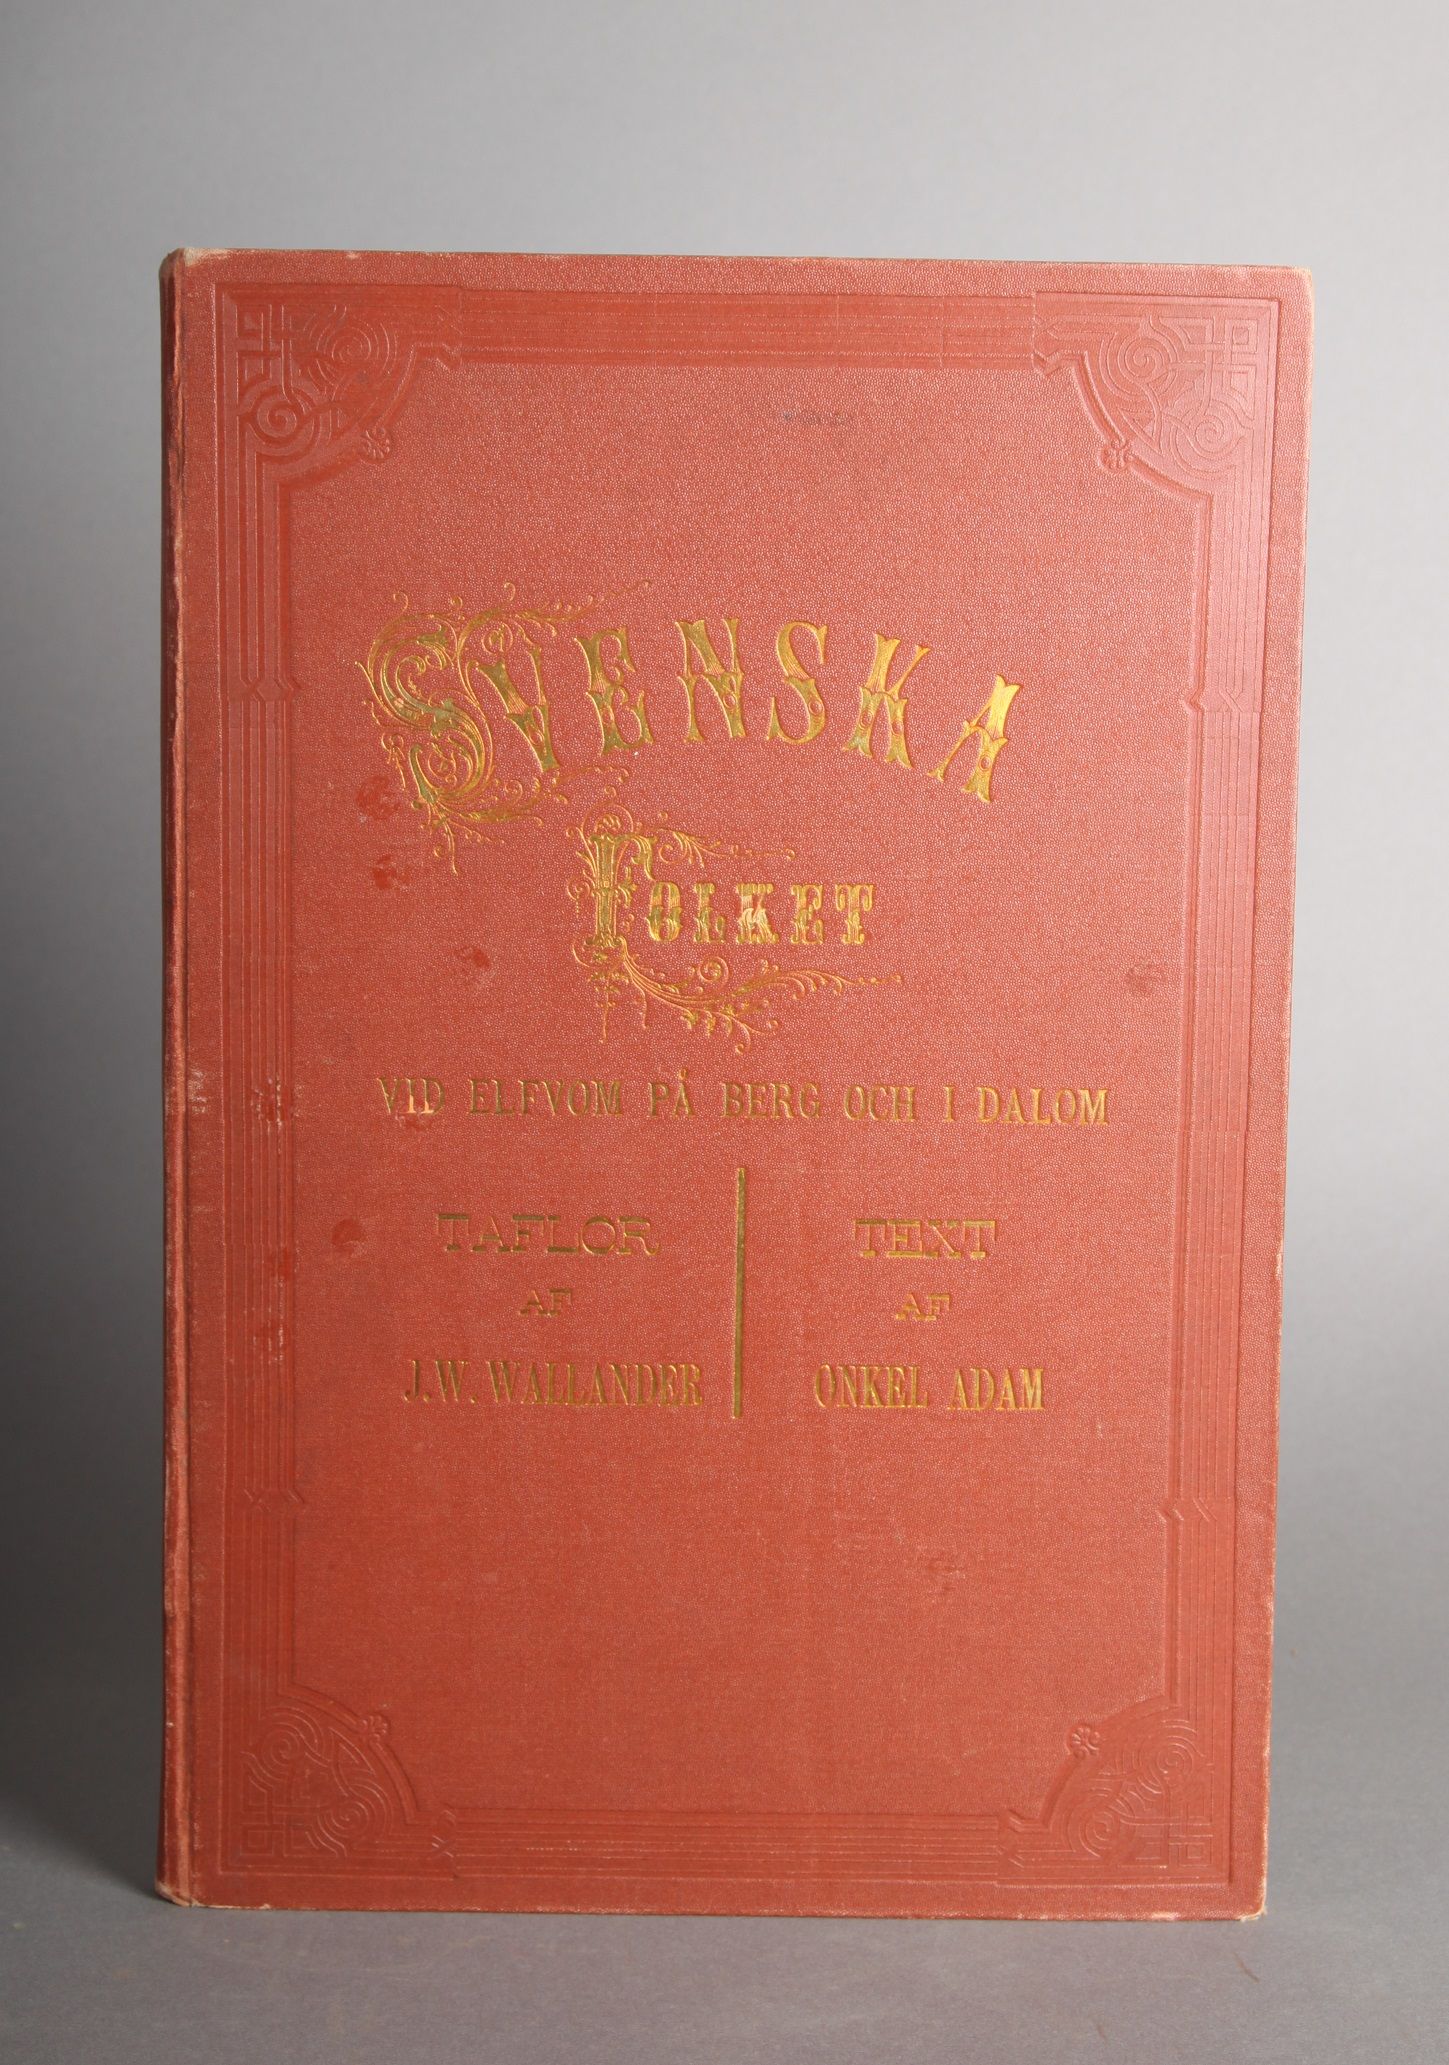 SVENSKA
FOLKET
VID ELFVOM PÅ BERG OCH I DALOM
TAFLOR
AF
J.W. WALLANDER
TEXT
AF
ONKEL ADAM